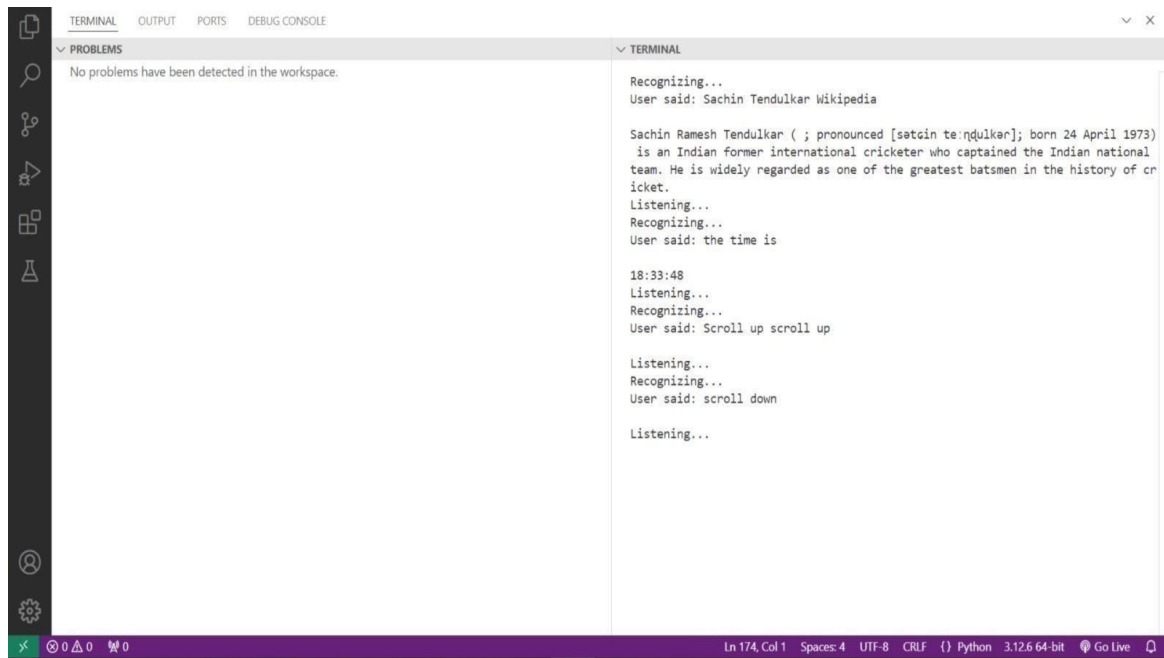 TERMINAL OUTPUT PORTS DEBUG CONSOLE
PROBLEMS
No problems have been detected in the workspace.
TERMINAL
Recognizing...
User said: Sachin Tendulkar Wikipedia
Sachin Ramesh Tendulkar ( ; pronounced [sətɕin teːɳɖulkər]; born 24 April 1973)
is an Indian former international cricketer who captained the Indian national
team. He is widely regarded as one of the greatest batsmen in the history of cr
icket.
Listening...
Recognizing...
User said: the time is
18:33:48
Listening...
Recognizing...
User said: Scroll up scroll up
Listening...
Recognizing...
User said: scroll down
Listening...
0 0 0 Ln 174, Col 1 Spaces: 4 UTF-8 CRLF {} Python 3.12.6 64-bit Go Live